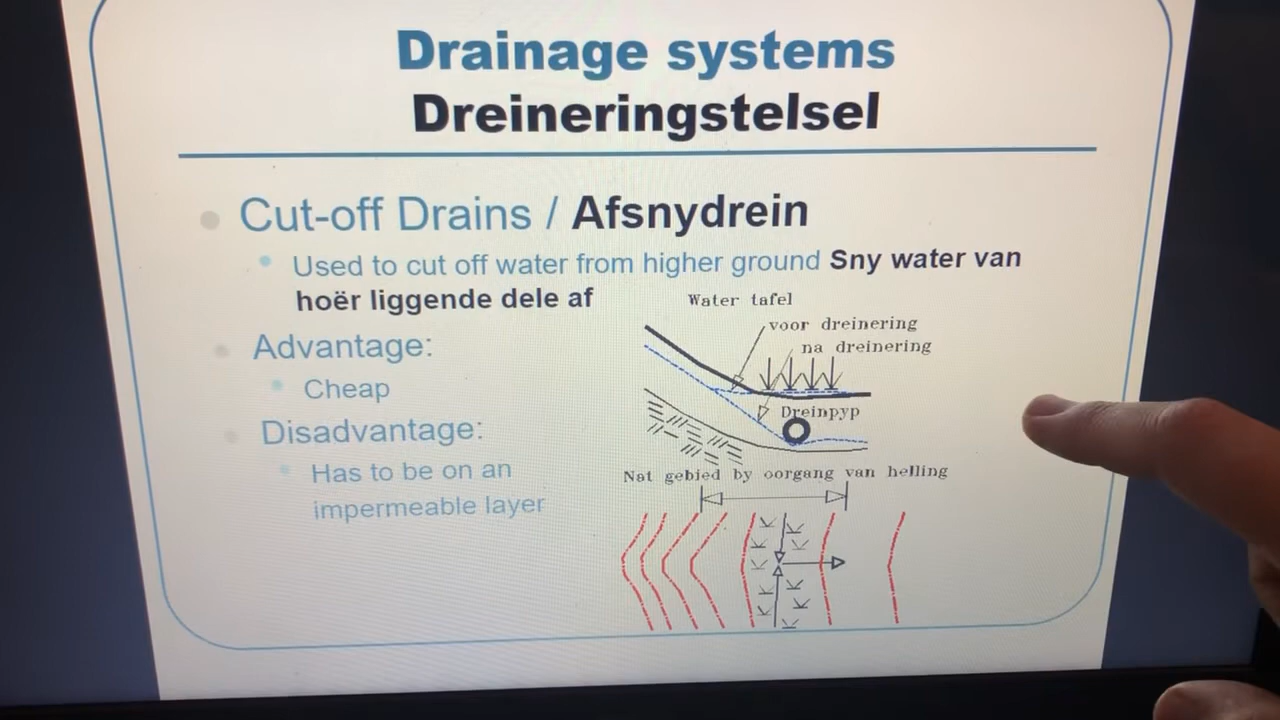 Drainage systems
Dreineringstelsel
Cut-off Drains / Afsnydrein
Used to cut off water from higher ground Sny water van
hoër liggende dele af
Advantage:
Cheap
Disadvantage:
Has to be on an
impermeable layer
Water tafel
voor dreinering
na dreinering
Dreinpyp
Nat gebied by oorgang van helling